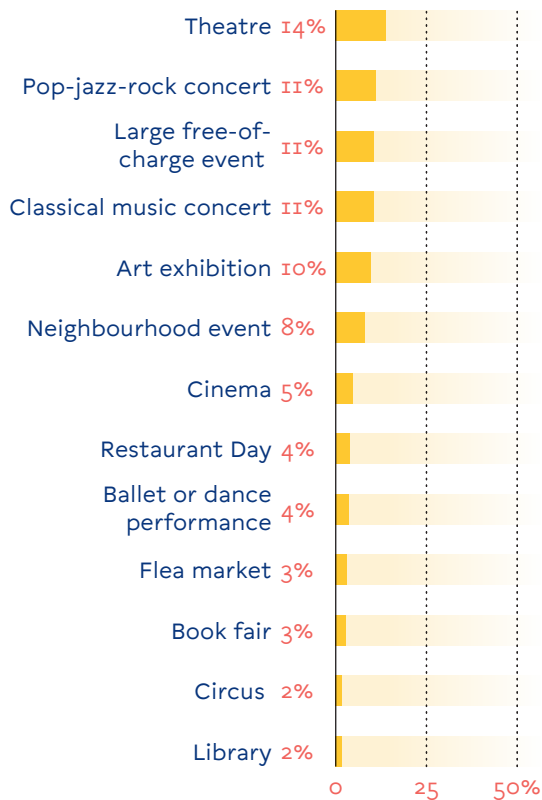 Theatre 14%
Pop-jazz-rock concert 11%
Large free-of-
charge event 11%
Classical music concert 11%
Art exhibition 10%
Neighbourhood event 8%
Cinema 5%
Restaurant Day 4%
Ballet or dance
performance 4%
Flea market 3%
Book fair 3%
Circus 2%
Library 2%
0 25 50%